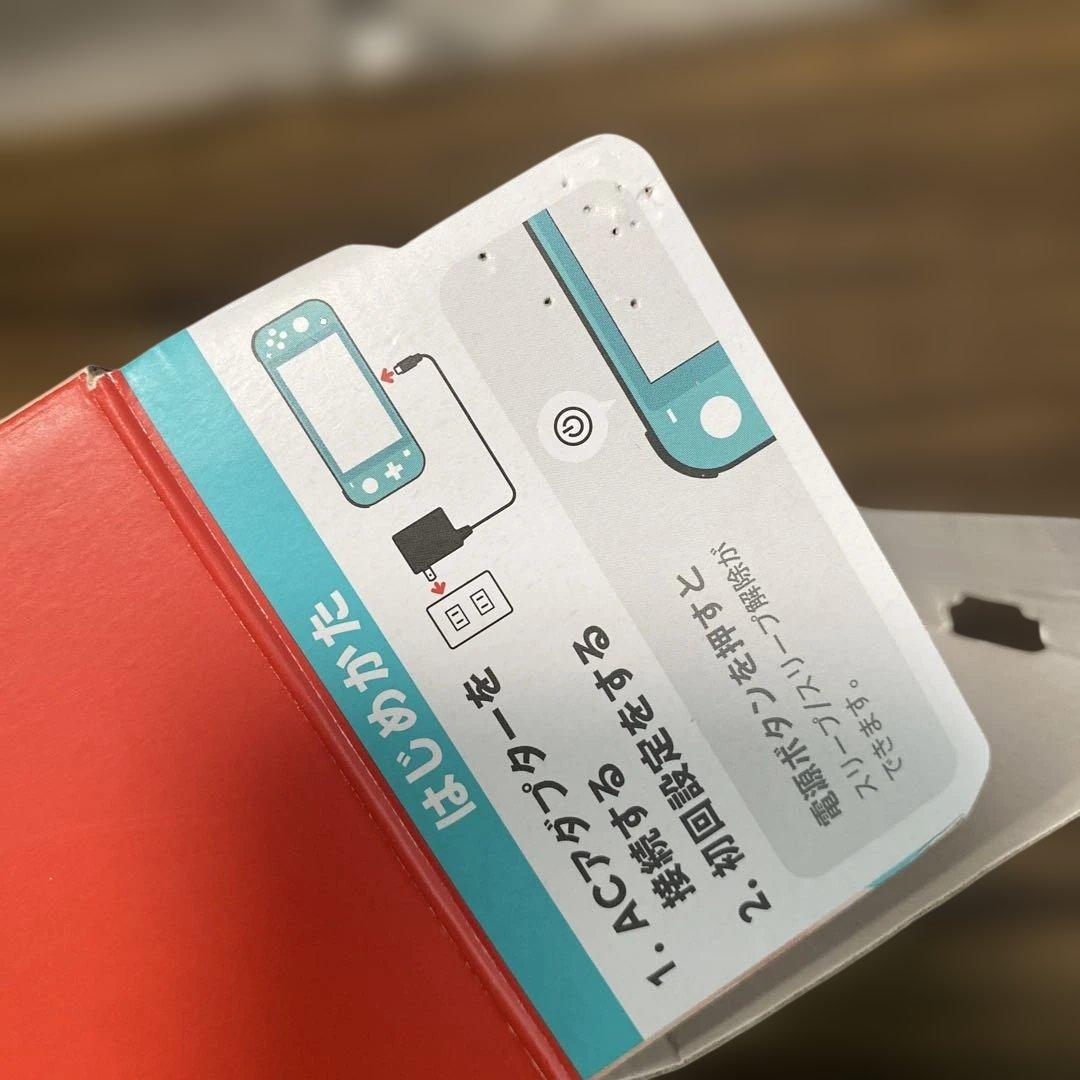 はじめかた
1. ACアダプターを
接続する
2. 初回設定をする
電源ボタンを押すと
スリープ/スリープ解除が
できます。